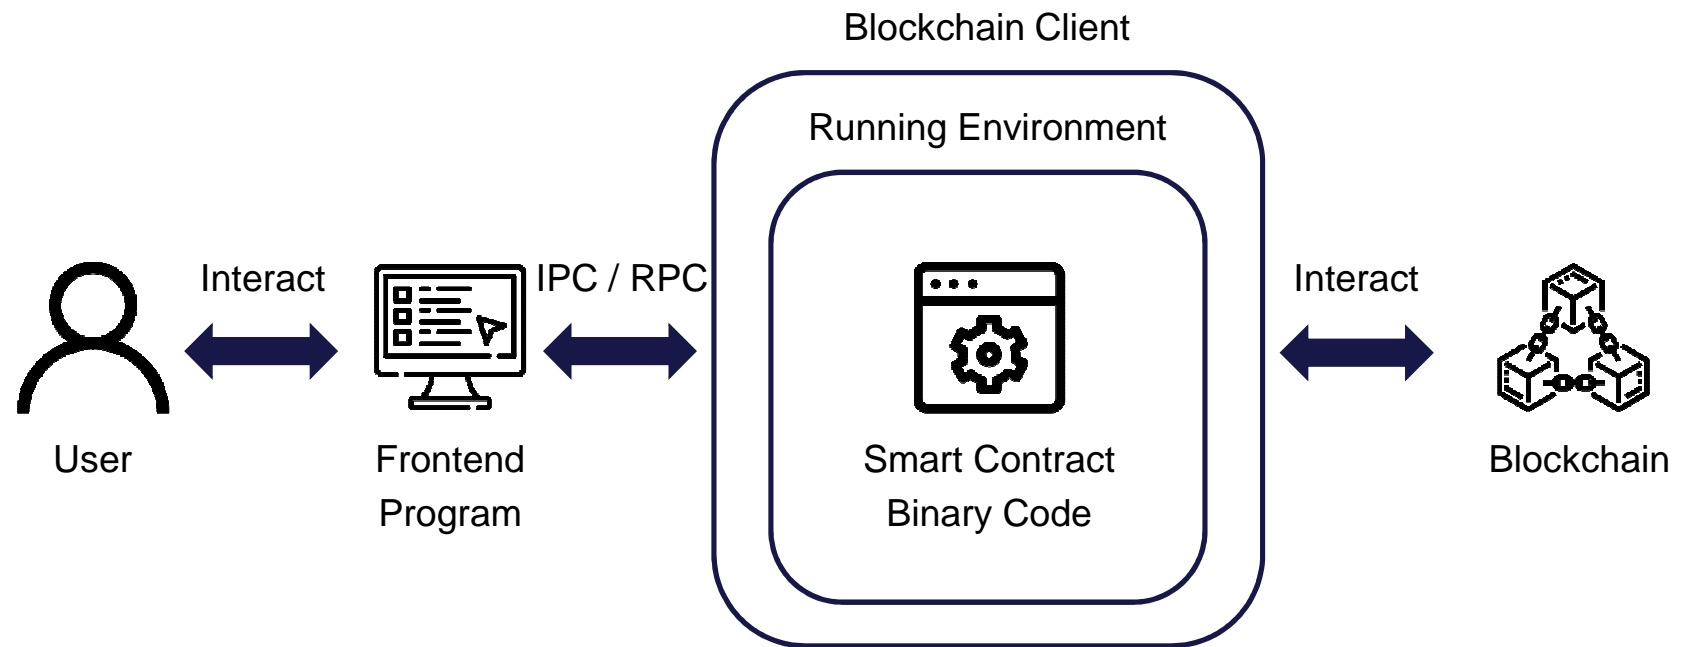 Blockchain Client
Running Environment
Interact
IPC / RPC
Interact
User
Frontend
Program
Smart Contract
Binary Code
Blockchain